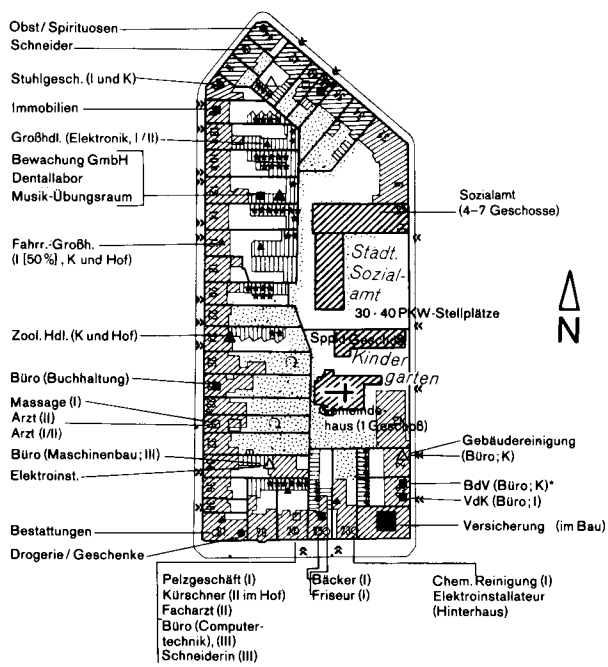 Obst/Spirituosen
Schneider
Stuhlgesch. (I und K)
Immobilien
Großhdl. (Elektronik, I/II)
Bewachung GmbH
Dentallabor
Musik-Übungsraum
Fahrr.-Großh.
(I [50%], K und Hof)
Zool. Hdl. (K und Hof)
Büro (Buchhaltung)
Massage (I)
Arzt (II)
Arzt (I/II)
Büro (Maschinenbau; III)
Elektroinst.
Bestattungen
Drogerie/Geschenke
Sozialamt
(4-7 Geschosse)
Städt.
Sozial-
amt
30 - 40 PKW-Stellplätze
N
Kinder
garten
Gemeinde-
haus (1 Geschoß)
Gebäudereinigung
(Büro; K)
BdV (Büro; K)*
VdK (Büro; I)
Versicherung (im Bau)
Pelzgeschäft (I)
Kürschner (II im Hof)
Facharzt (II)
Büro (Computer-
technik), (III)
Schneiderin (III)
Bäcker (I)
Friseur (I)
Chem. Reinigung (I)
Elektroinstallateur
(Hinterhaus)